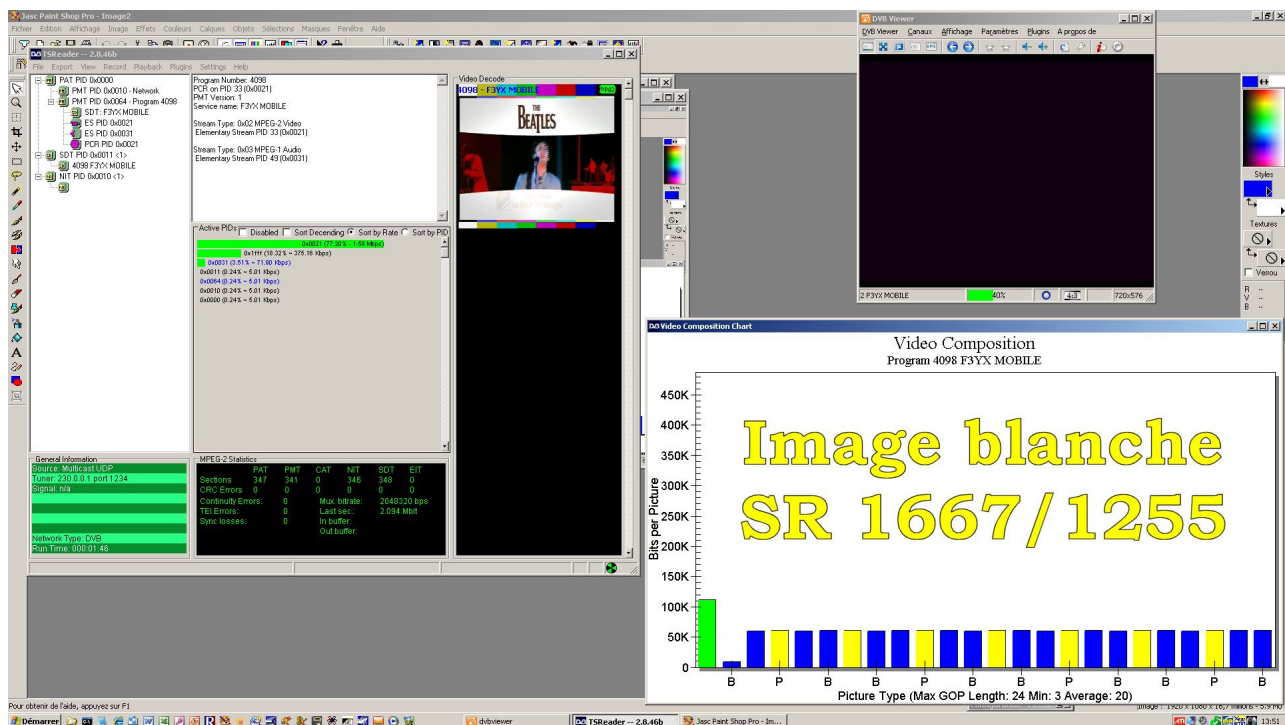 Jasc Paint Shop Pro - Image2
Fichier Edition Affichage Image Effets Couleurs Calques Objets Sélections Masques Fenêtre Aide
TSReader -- 2.8.46b
File Export View Record Playback Plugins Settings Help
PAT PID 0x0000
PMT PID 0x0010 - Network
PMT PID 0x0064 - Program 4098
SDT: F3YX MOBILE
ES PID 0x0021
ES PID 0x0031
PCR PID 0x0021
SDT PID 0x0011 <1>
4098 F3YX MOBILE
NIT PID 0x0010 <1>
Program Number: 4098
PCR on PID 33 (0x0021)
PMT Version: 1
Service name: F3YX MOBILE
Stream Type: 0x02 MPEG-2 Video
Elementary Stream PID 33 (0x0021)
Stream Type: 0x03 MPEG-1 Audio
Elementary Stream PID 49 (0x0031)
Active PIDs Disabled Sort Decending Sort by Rate Sort by PID
0x0021 (77.20% ~ 1.58 Mbps)
0x1fff (18.32% ~ 375.16 Kbps)
0x0031 (3.51% ~ 71.80 Kbps)
0x0011 (0.24% ~ 5.01 Kbps)
0x0064 (0.24% ~ 5.01 Kbps)
0x0010 (0.24% ~ 5.01 Kbps)
0x0000 (0.24% ~ 5.01 Kbps)
Video Decode
4098 - F3YX MOBILE
mpg2
THE
BEATLES
General Information
Source: Multicast UDP
Tuner: 230.0.0.1 port 1234
Signal: n/a
Network Type: DVB
Run Time: 000:01:46
MPEG-2 Statistics
PAT PMT CAT NIT SDT EIT
Sections 347 341 0 346 348 0
CRC Errors 0 0 0 0 0 0
Continuity Errors: 0 Mux. bitrate: 2048320 bps
TEI Errors: 0 Last sec.: 2.094 Mbit
Sync losses: 0 In buffer:
Out buffer:
DVB Viewer
DVB Viewer Canaux Affichage Paramètres Plugins A propos de
2 F3YX MOBILE 40% 4:3 720x576
Styles
Textures
Verrou
R --
V --
B --
Video Composition Chart
Video Composition
Program 4098 F3YX MOBILE
Image blanche
SR 1667/1255
Bits per Picture
450K
400K
350K
300K
250K
200K
150K
100K
50K
0
B P B B P B B P B B P B
Picture Type (Max GOP Length: 24 Min: 3 Average: 20)
Pour obtenir de l'aide, appuyez sur F1
Image : 1920 x 1080 x 16,7 millions - 5.9 Mo
Démarrer
dvbviewer
TSReader -- 2.8.46b
Jasc Paint Shop Pro - Im...
13:51